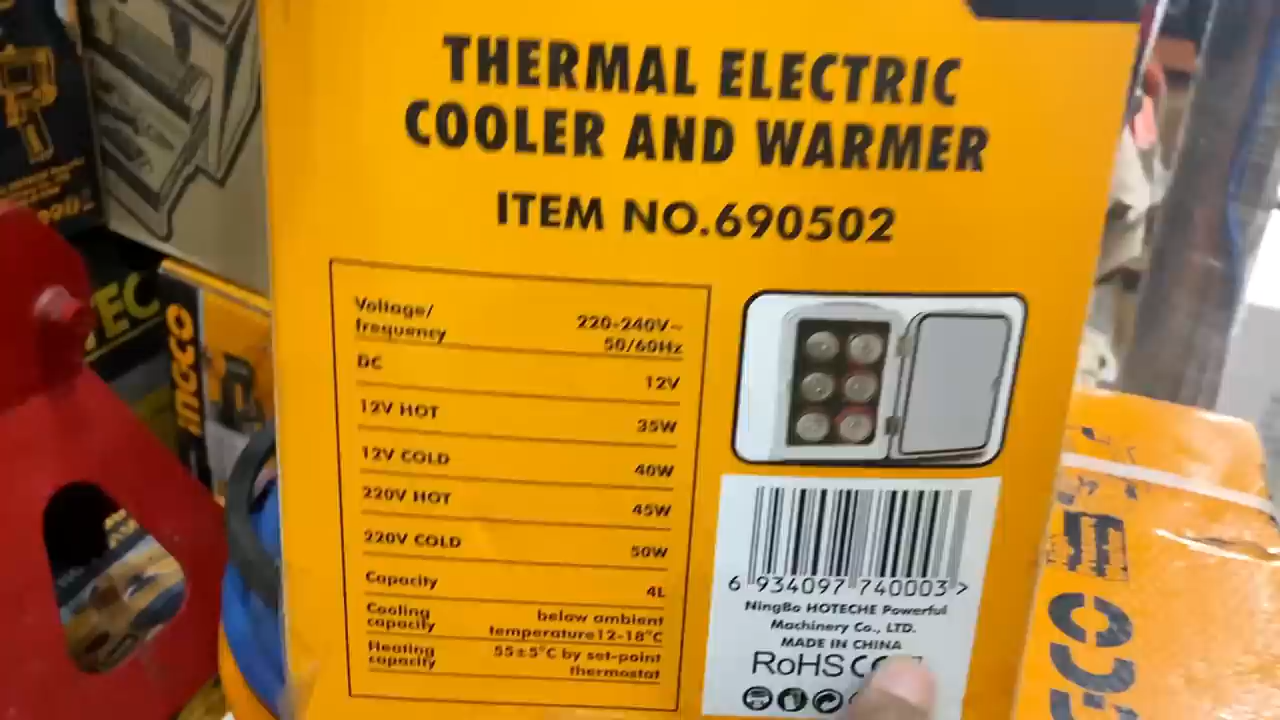 THERMAL ELECTRIC
COOLER AND WARMER
ITEM NO.690502
Voltage/
frequency
220-240V~
50/60Hz
DC
12V
12V HOT
35W
12V COLD
40W
220V HOT
45W
220V COLD
50W
Capacity
4L
Cooling
capacity
below ambient
temperature12-18°C
Heating
capacity
55±5°C by set-point
thermostat
6 934097 740003 >
NingBo HOTECHE Powerful
Machinery Co., LTD.
MADE IN CHINA
RoHS
INGCO